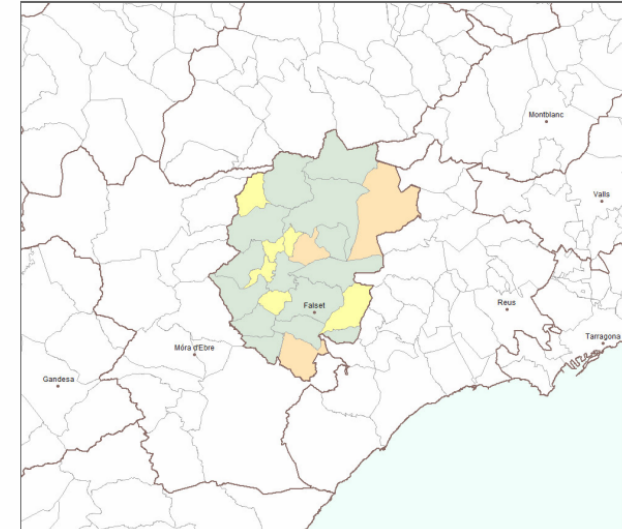 Montblanc
Valls
Falset
Reus
Tarragona
Móra d'Ebre
Gandesa